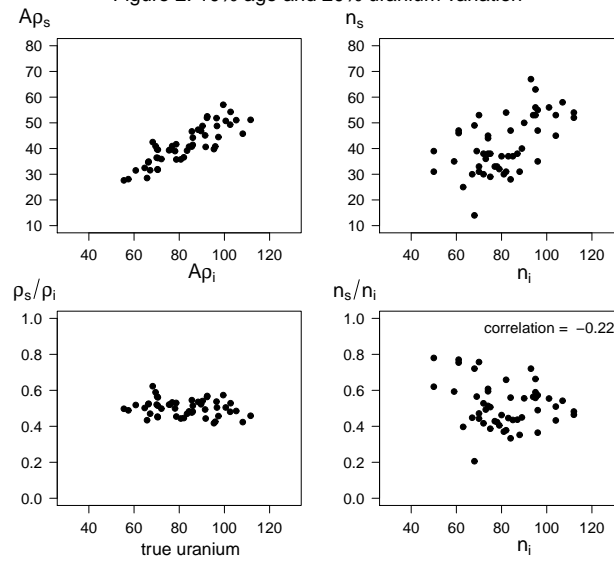 Figure 2: 10% age and 20% uranium variation
Aρs
80
70
60
50
40
30
20
10
40 60 80 100 120
Aρi
ns
80
70
60
50
40
30
20
10
40 60 80 100 120
ni
ρs/ρi
1.0
0.8
0.6
0.4
0.2
0.0
40 60 80 100 120
true uranium
ns/ni
correlation = −0.22
1.0
0.8
0.6
0.4
0.2
0.0
40 60 80 100 120
ni